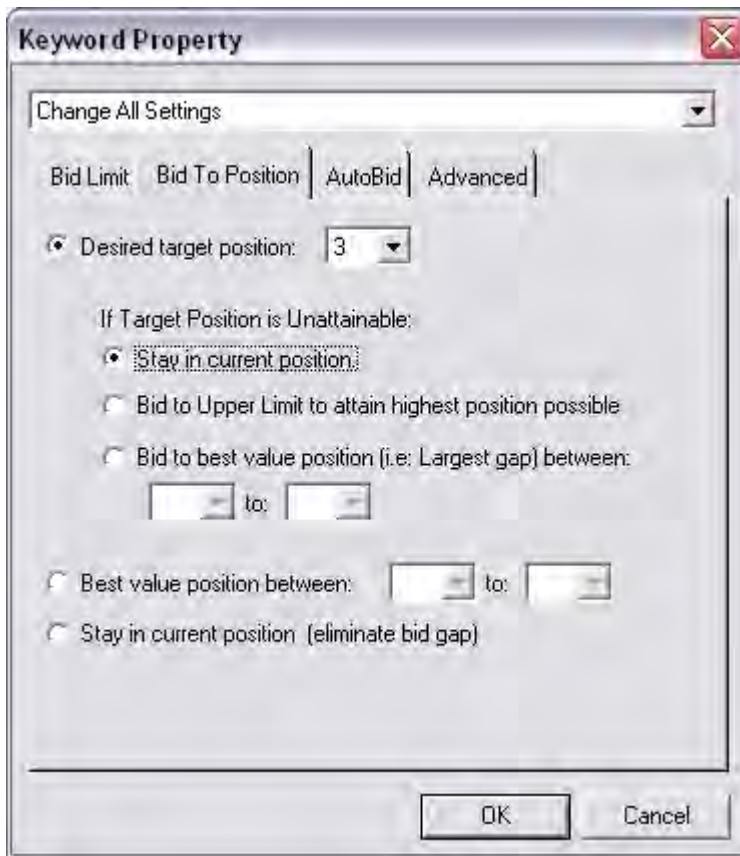 Keyword Property
Change All Settings
Bid Limit Bid To Position AutoBid Advanced
Desired target position: 3
If Target Position is Unattainable:
Stay in current position
Bid to Upper Limit to attain highest position possible
Bid to best value position (i.e: Largest gap) between:
to:
Best value position between: to:
Stay in current position (eliminate bid gap)
OK Cancel